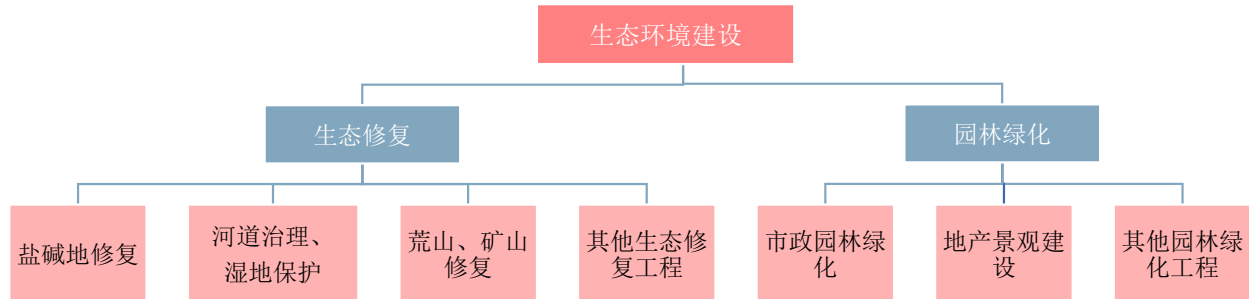 生态环境建设
生态修复
园林绿化
盐碱地修复
河道治理、
湿地保护
荒山、矿山
修复
其他生态修
复工程
市政园林绿
化
地产景观建
设
其他园林绿
化工程